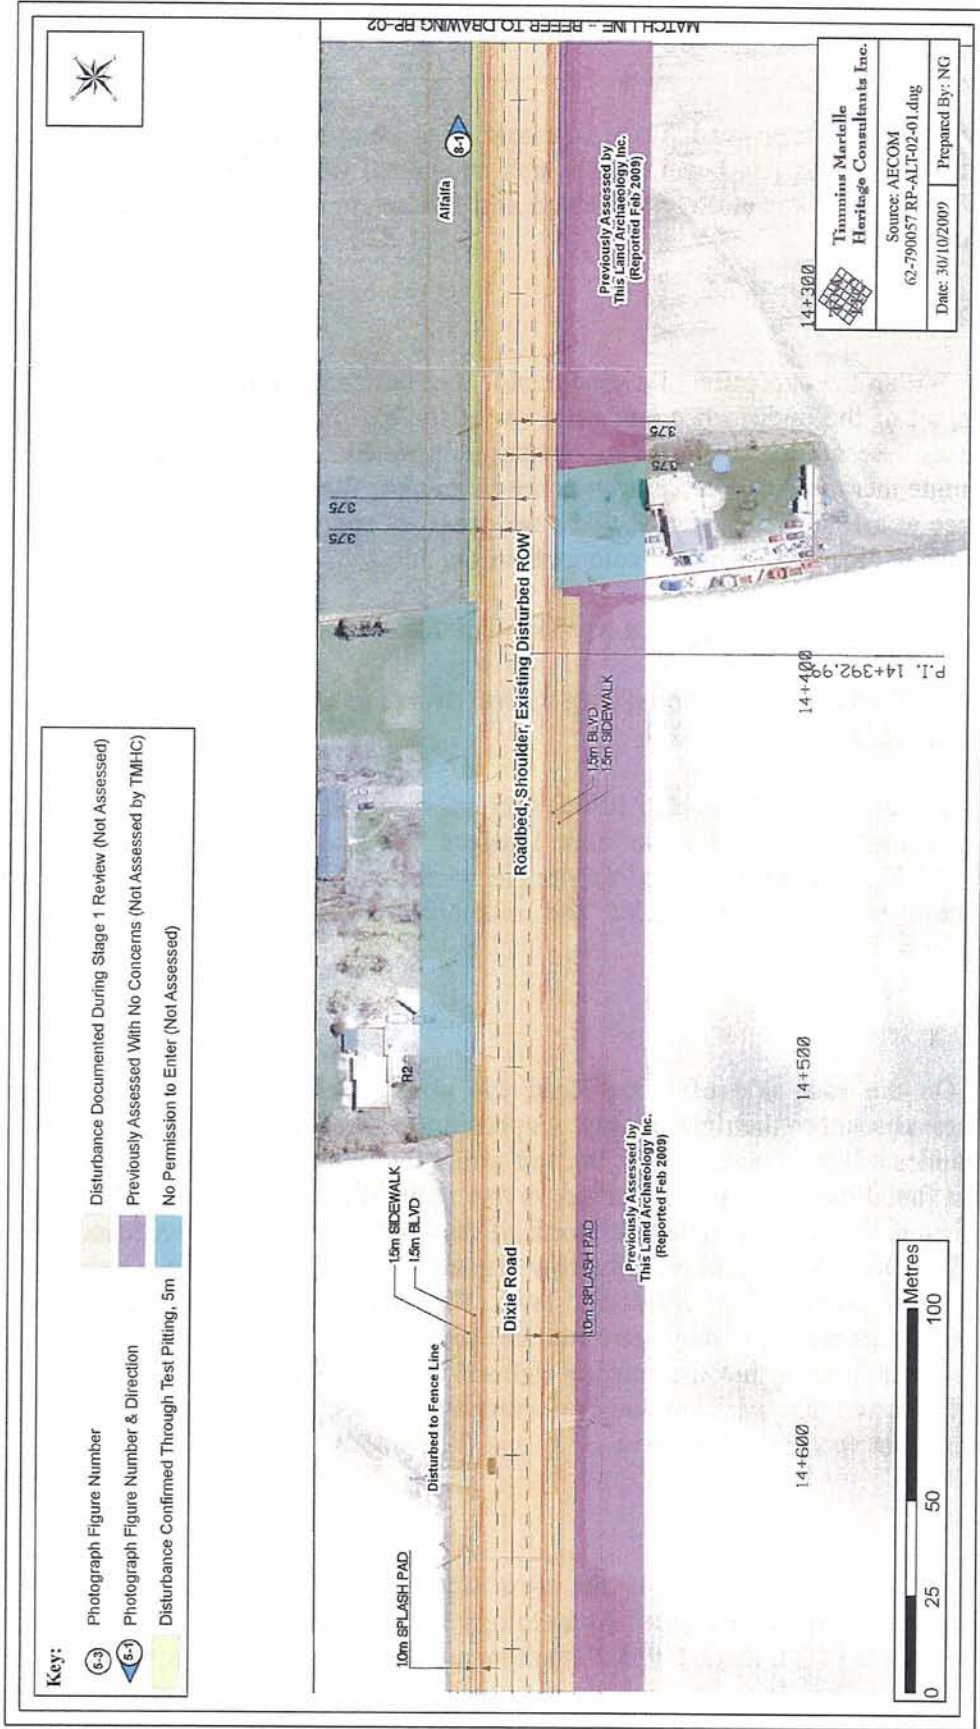 Key:
5-3 Photograph Figure Number
5-1 Photograph Figure Number & Direction
Disturbance Confirmed Through Test Pitting, 5m
Disturbance Documented During Stage 1 Review (Not Assessed)
Previously Assessed With No Concerns (Not Assessed by TMHC)
No Permission to Enter (Not Assessed)
MATCH LINE - REFER TO DRAWING RP-02
8-1
Alfalfa
3.75
3.75
3.75
3.75
R2
Roadbed, Shoulder, Existing Disturbed ROW
1.5m BLVD
1.5m SIDEWALK
1.5m SIDEWALK
1.5m BLVD
Disturbed to Fence Line
Dixie Road
1.0m SPLASH PAD
1.0m SPLASH PAD
Previously Assessed by
This Land Archaeology Inc.
(Reported Feb 2009)
Previously Assessed by
This Land Archaeology Inc.
(Reported Feb 2009)
14+600
14+500
14+400
14+300
P.I. 14+392.99
0 25 50 100
Metres
Timmins Martelle
Heritage Consultants Inc.
Source: AECOM
62-790057 RP-ALT-02-01.dng
Date: 30/10/2009
Prepared By: NG